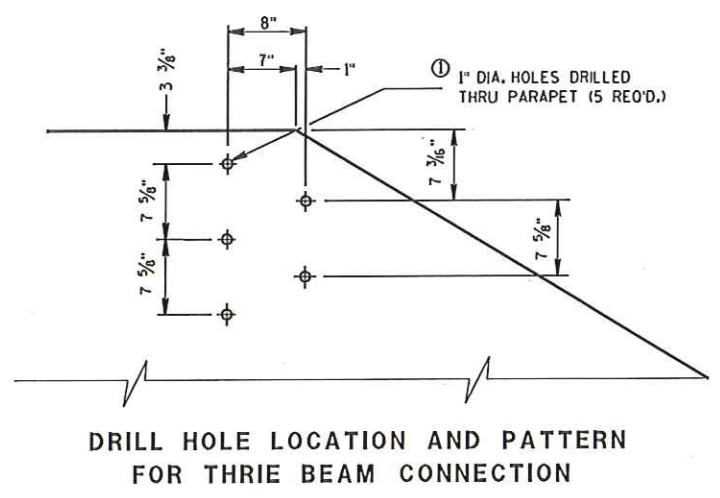 8"
7"
1"
3 3/8"
① 1" DIA. HOLES DRILLED
THRU PARAPET (5 REQ'D.)
7 3/16"
7 5/8"
7 5/8"
7 5/8"
DRILL HOLE LOCATION AND PATTERN
FOR THRIE BEAM CONNECTION